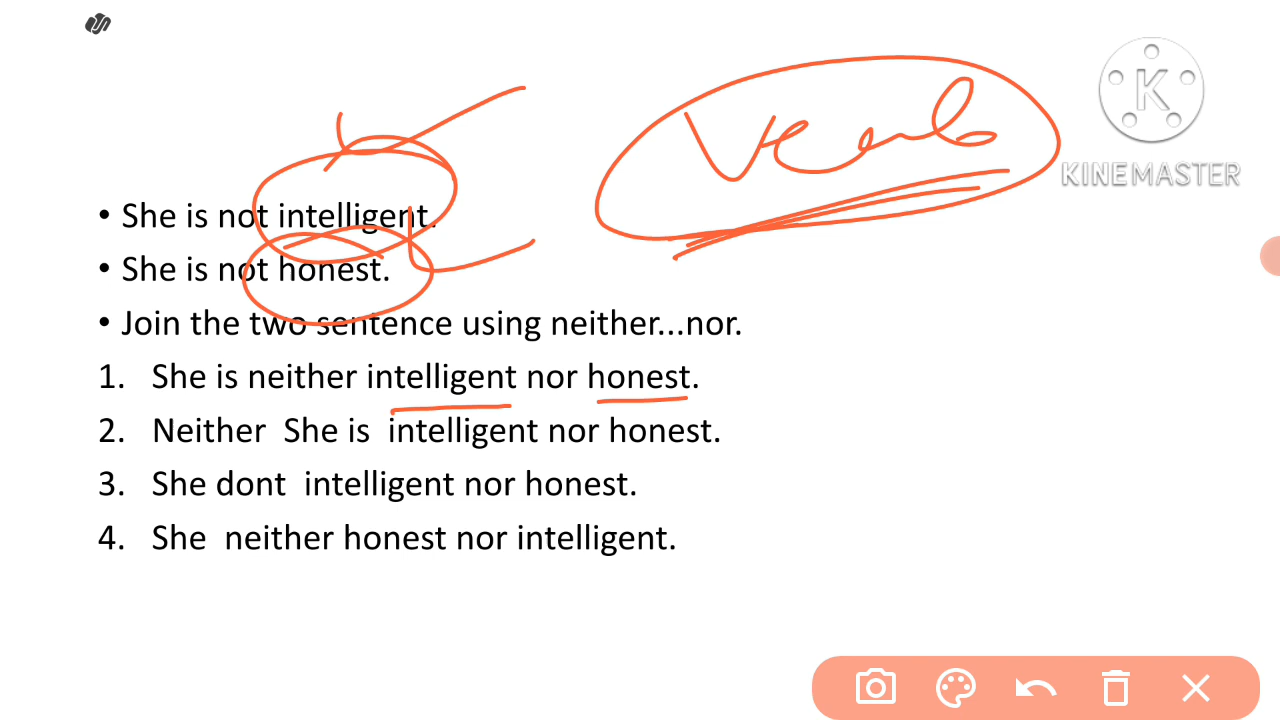 Verb
K
KINEMASTER
• She is not intelligent.
• She is not honest.
• Join the two sentence using neither...nor.
1. She is neither intelligent nor honest.
2. Neither She is intelligent nor honest.
3. She dont intelligent nor honest.
4. She neither honest nor intelligent.